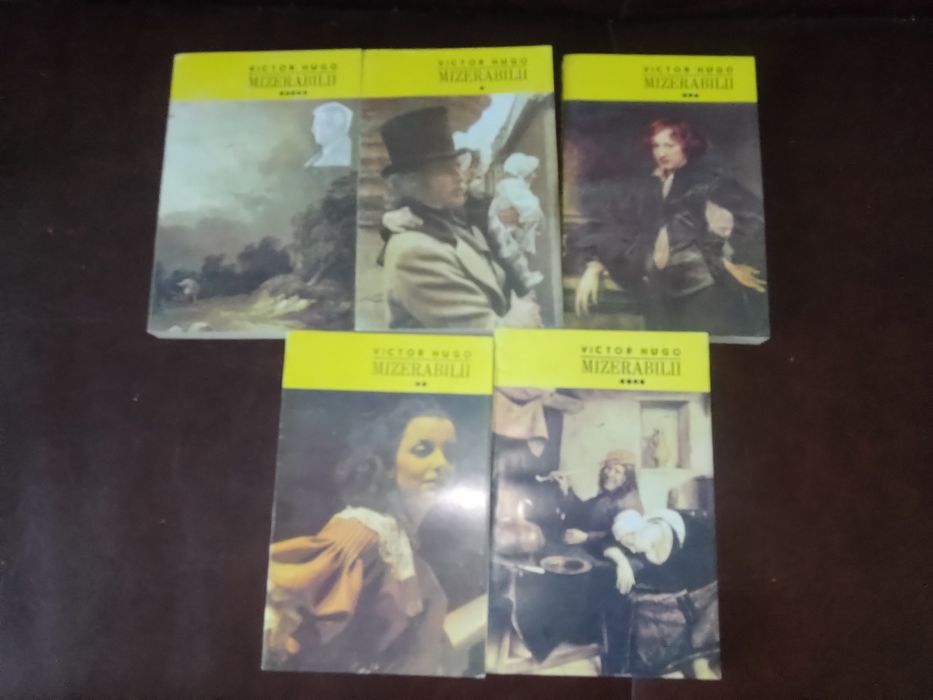 VICTOR HUGO
MIZERABILII
*****
VICTOR HUGO
MIZERABILII
*
VICTOR HUGO
MIZERABILII
***
VICTOR HUGO
MIZERABILII
**
VICTOR HUGO
MIZERABILII
****